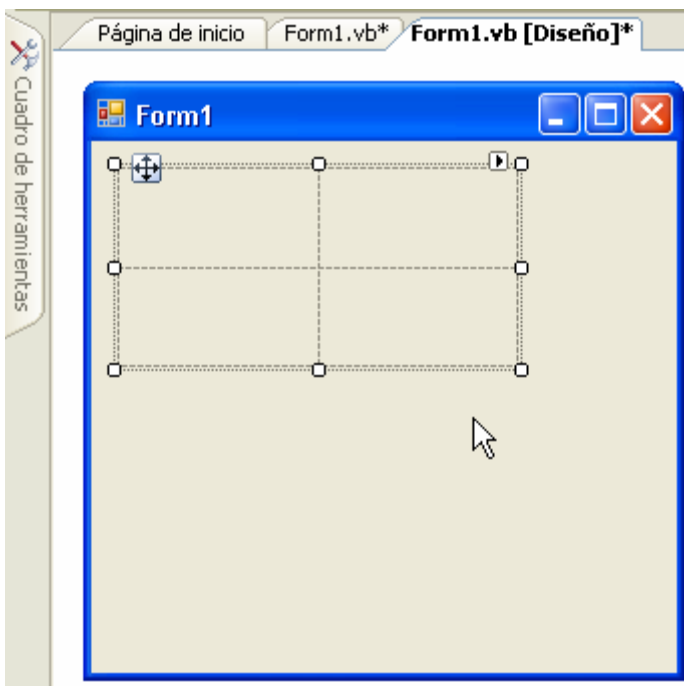 Página de inicio
Form1.vb*
Form1.vb [Diseño]*
Cuadro de herramientas
Form1